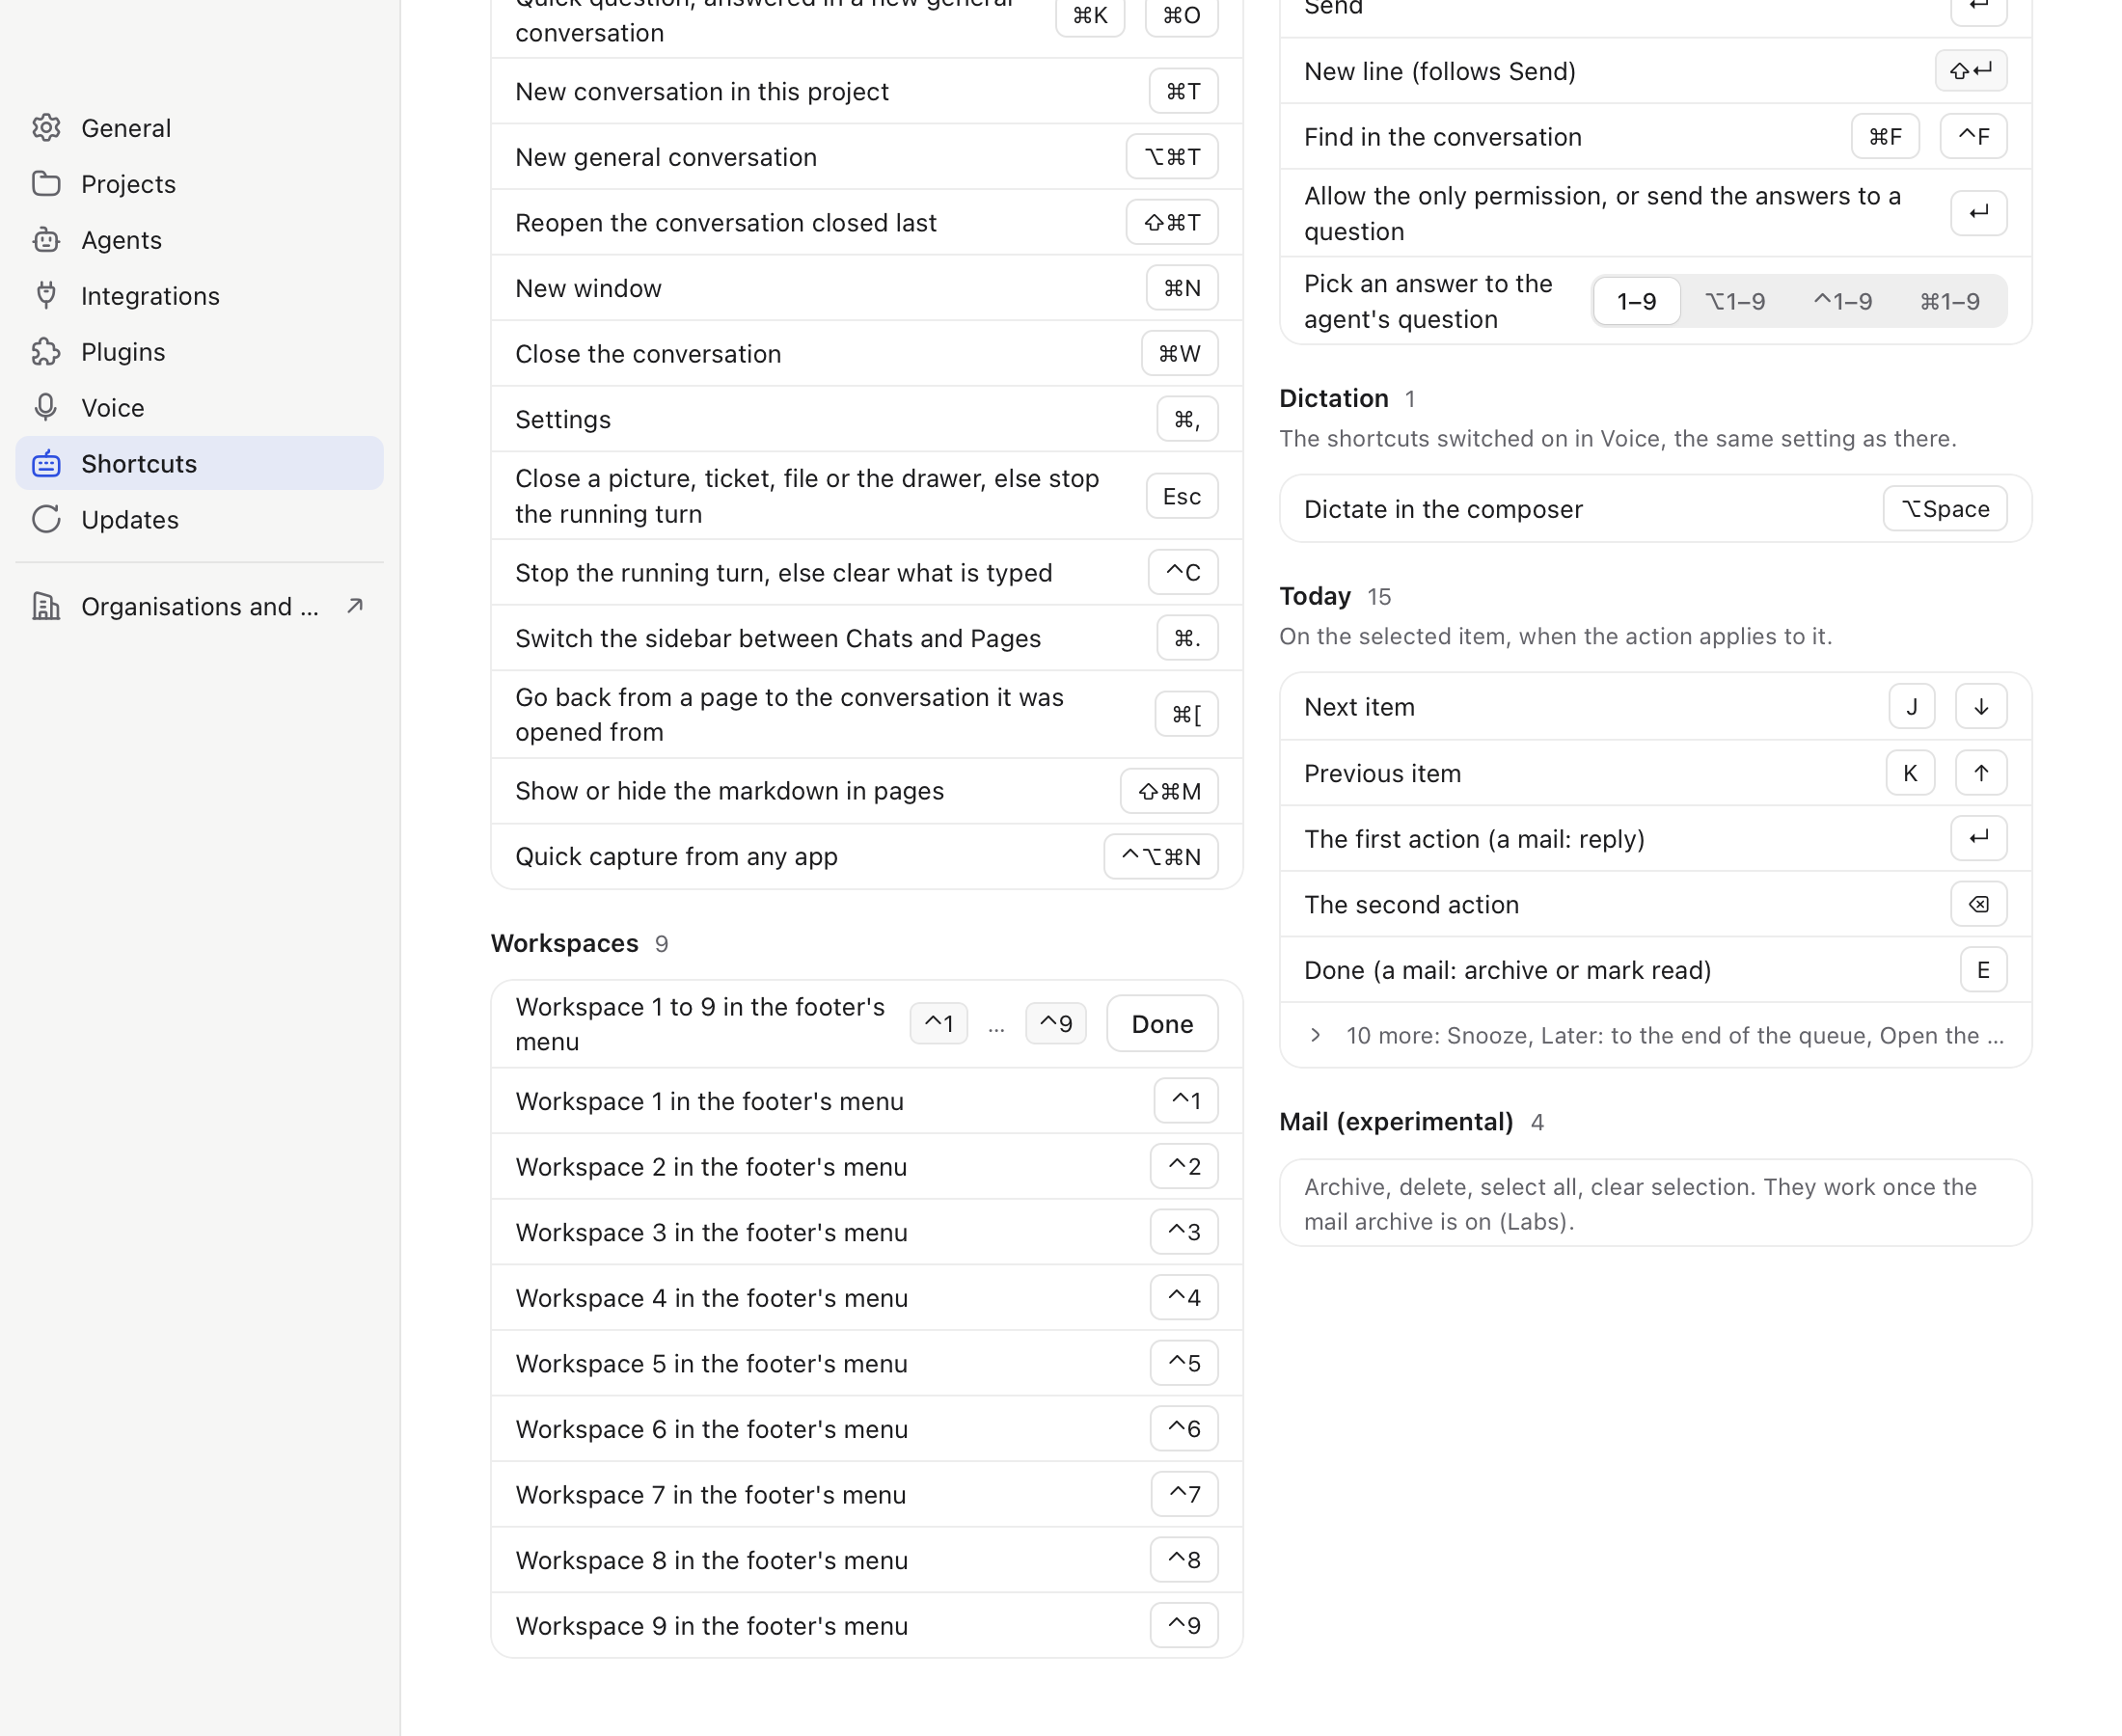 General
Projects
Agents
Integrations
Plugins
Voice
Shortcuts
Updates
Organisations and ...
Quick question, answered in a new general
conversation
⌘K ⌘O
New conversation in this project ⌘T
New general conversation ⌥⌘T
Reopen the conversation closed last ⇧⌘T
New window ⌘N
Close the conversation ⌘W
Settings ⌘,
Close a picture, ticket, file or the drawer, else stop
the running turn
Esc
Stop the running turn, else clear what is typed ^C
Switch the sidebar between Chats and Pages ⌘.
Go back from a page to the conversation it was
opened from
⌘[
Show or hide the markdown in pages ⇧⌘M
Quick capture from any app ^⌥⌘N
Workspaces 9
Workspace 1 to 9 in the footer's
menu
^1 ... ^9 Done
Workspace 1 in the footer's menu ^1
Workspace 2 in the footer's menu ^2
Workspace 3 in the footer's menu ^3
Workspace 4 in the footer's menu ^4
Workspace 5 in the footer's menu ^5
Workspace 6 in the footer's menu ^6
Workspace 7 in the footer's menu ^7
Workspace 8 in the footer's menu ^8
Workspace 9 in the footer's menu ^9
Send ↵
New line (follows Send) ⇧↵
Find in the conversation ⌘F ^F
Allow the only permission, or send the answers to a
question
↵
Pick an answer to the
agent's question
1–9 ⌥1–9 ^1–9 ⌘1–9
Dictation 1
The shortcuts switched on in Voice, the same setting as there.
Dictate in the composer ⌥Space
Today 15
On the selected item, when the action applies to it.
Next item J ↓
Previous item K ↑
The first action (a mail: reply) ↵
The second action ⌫
Done (a mail: archive or mark read) E
10 more: Snooze, Later: to the end of the queue, Open the ...
Mail (experimental) 4
Archive, delete, select all, clear selection. They work once the
mail archive is on (Labs).